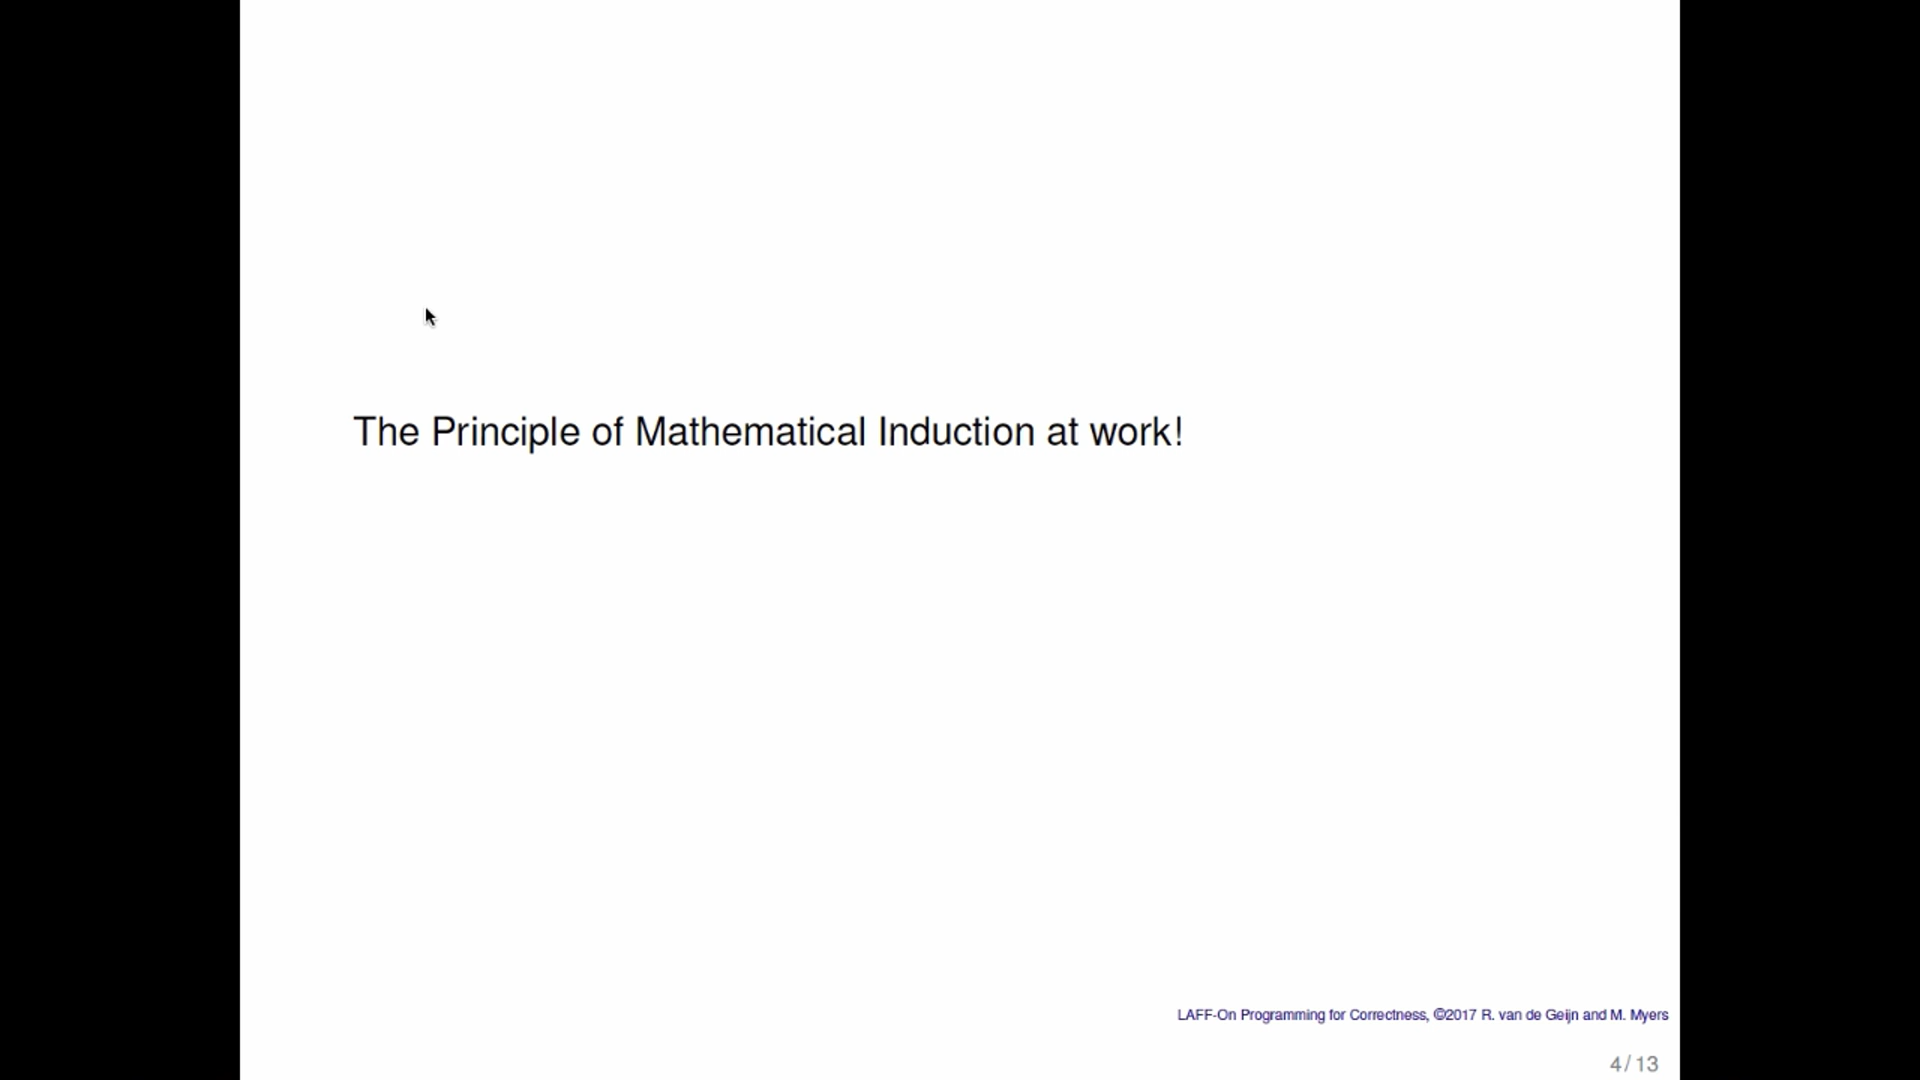 The Principle of Mathematical Induction at work!
LAFF-On Programming for Correctness, ©2017 R. van de Geijn and M. Myers
4 / 13